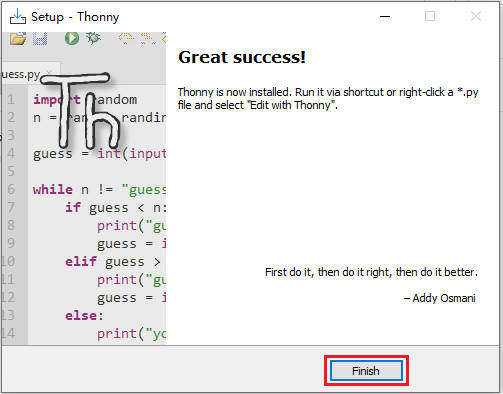 Setup - Thonny
Great success!
Thonny is now installed. Run it via shortcut or right-click a *.py
file and select "Edit with Thonny".
First do it, then do it right, then do it better.
– Addy Osmani
uess.py
Th
1 import random
2 n = randin
3
4 guess = int(input
5
6 while n != "guess
7 if guess < n:
8 print("gu
9 guess = i
10 elif guess >
11 print("gu
12 guess = i
13 else:
14 print("yo
Finish